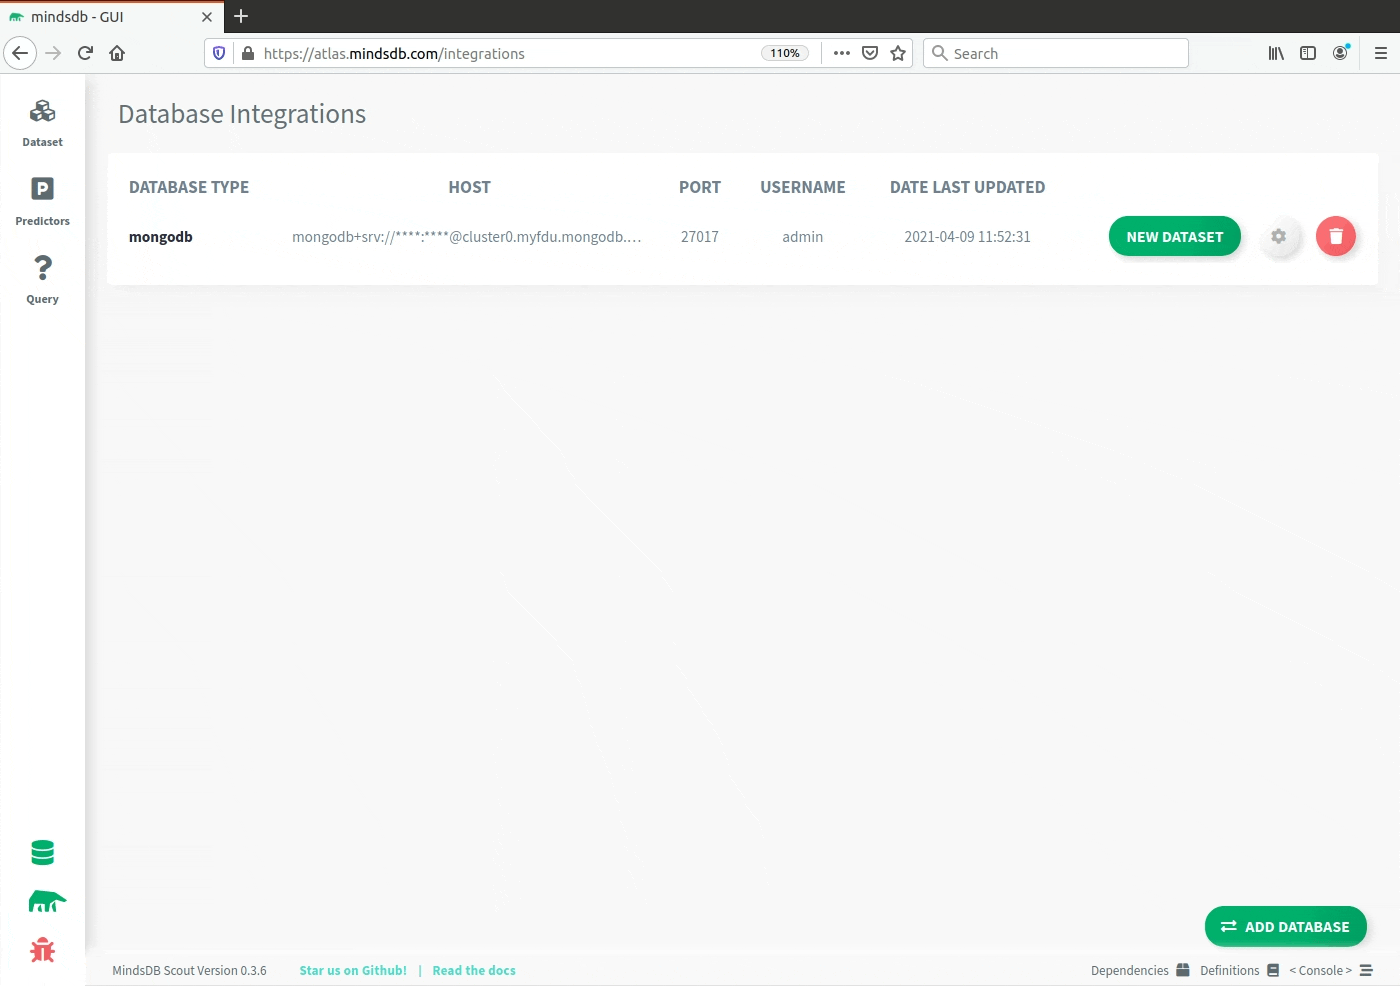 mindsdb - GUI
https://atlas.mindsdb.com/integrations
110%
Search
Dataset
P
Predictors
?
Query
Database Integrations
DATABASE TYPE HOST PORT USERNAME DATE LAST UPDATED
mongodb mongodb+srv://****:****@cluster0.myfdu.mongodb.… 27017 admin 2021-04-09 11:52:31 NEW DATASET
ADD DATABASE
MindsDB Scout Version 0.3.6 Star us on Github! | Read the docs Dependencies Definitions < Console >